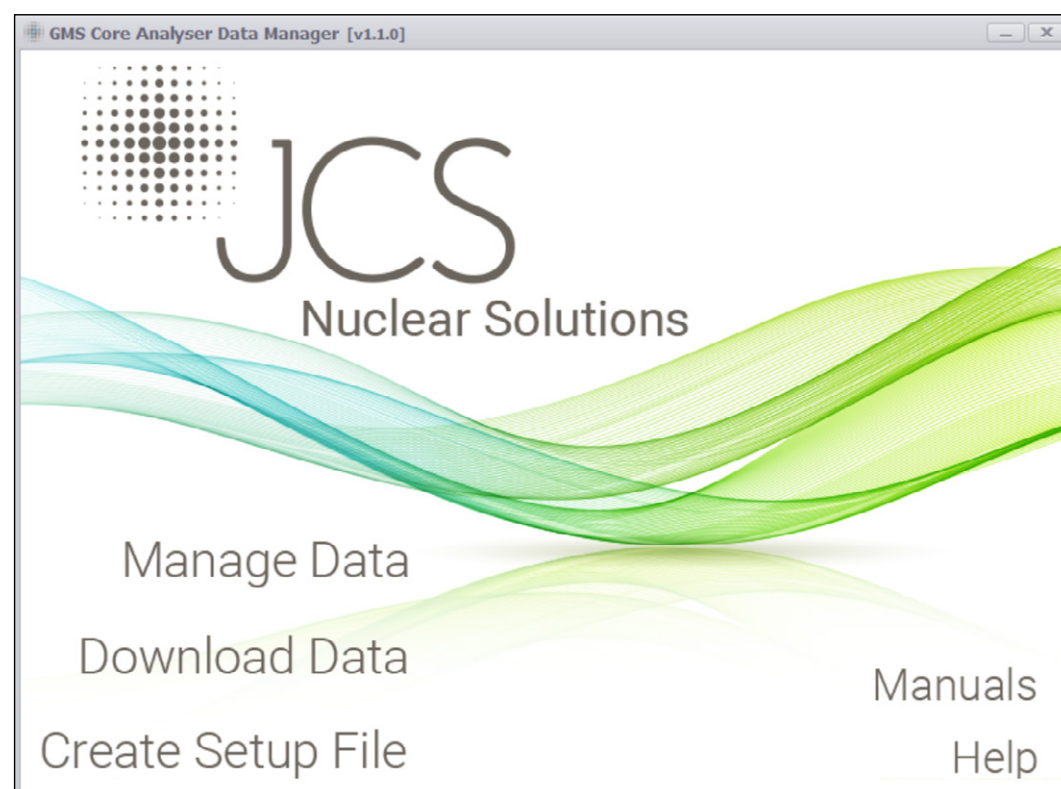 GMS Core Analyser Data Manager [v1.1.0]
JCS
Nuclear Solutions
Manage Data
Download Data
Create Setup File
Manuals
Help